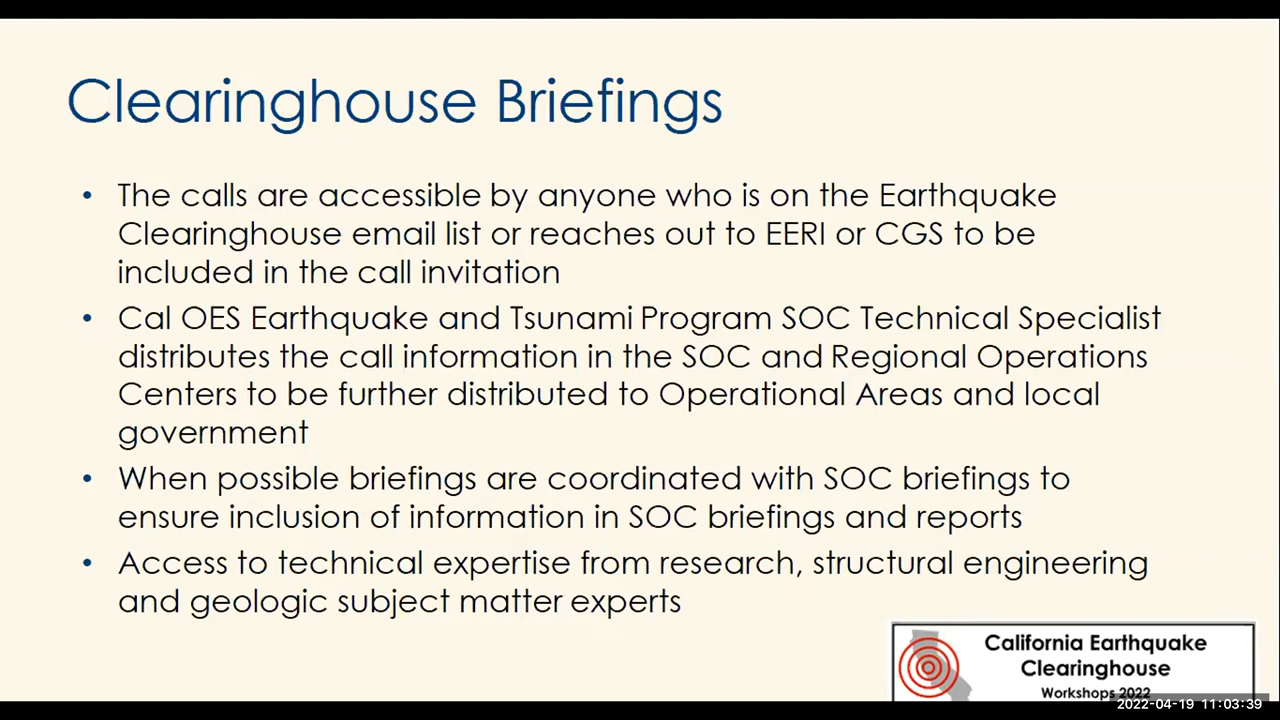 Clearinghouse Briefings
• The calls are accessible by anyone who is on the Earthquake
Clearinghouse email list or reaches out to EERI or CGS to be
included in the call invitation
• Cal OES Earthquake and Tsunami Program SOC Technical Specialist
distributes the call information in the SOC and Regional Operations
Centers to be further distributed to Operational Areas and local
government
• When possible briefings are coordinated with SOC briefings to
ensure inclusion of information in SOC briefings and reports
• Access to technical expertise from research, structural engineering
and geologic subject matter experts
California Earthquake
Clearinghouse
Workshops 2022
2022-04-19 11:03:39